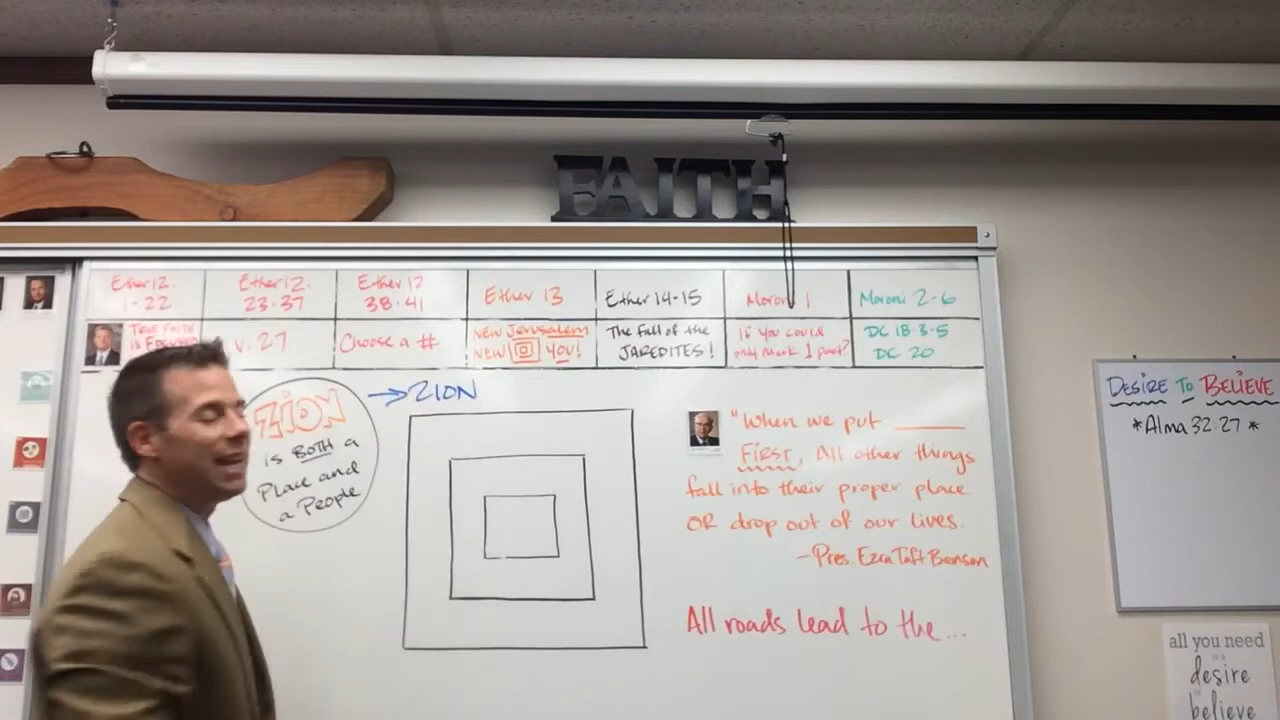 FAITH
Ether 12. 1-22
Ether 12. 23-37
Ether 12 38-41
Ether 13
Ether 14-15
Moroni 1
Moroni 2-6
TRUE FAITH
is
v. 27
Choose a #
New Jerusalem
New you!
The Fall of the
JAREDITES!
If you could
only mark 1 part?
DC 18.3-5
DC 20
ZION
is BOTH a
Place and
a People
→ ZION
"When we put ____
First, All other things
fall into their proper place
OR drop out of our lives.
-Pres. Ezra Taft Benson
All roads lead to the...
DESIRE TO BELIEVE
*Alma 32:27*
all you need
desire
believe